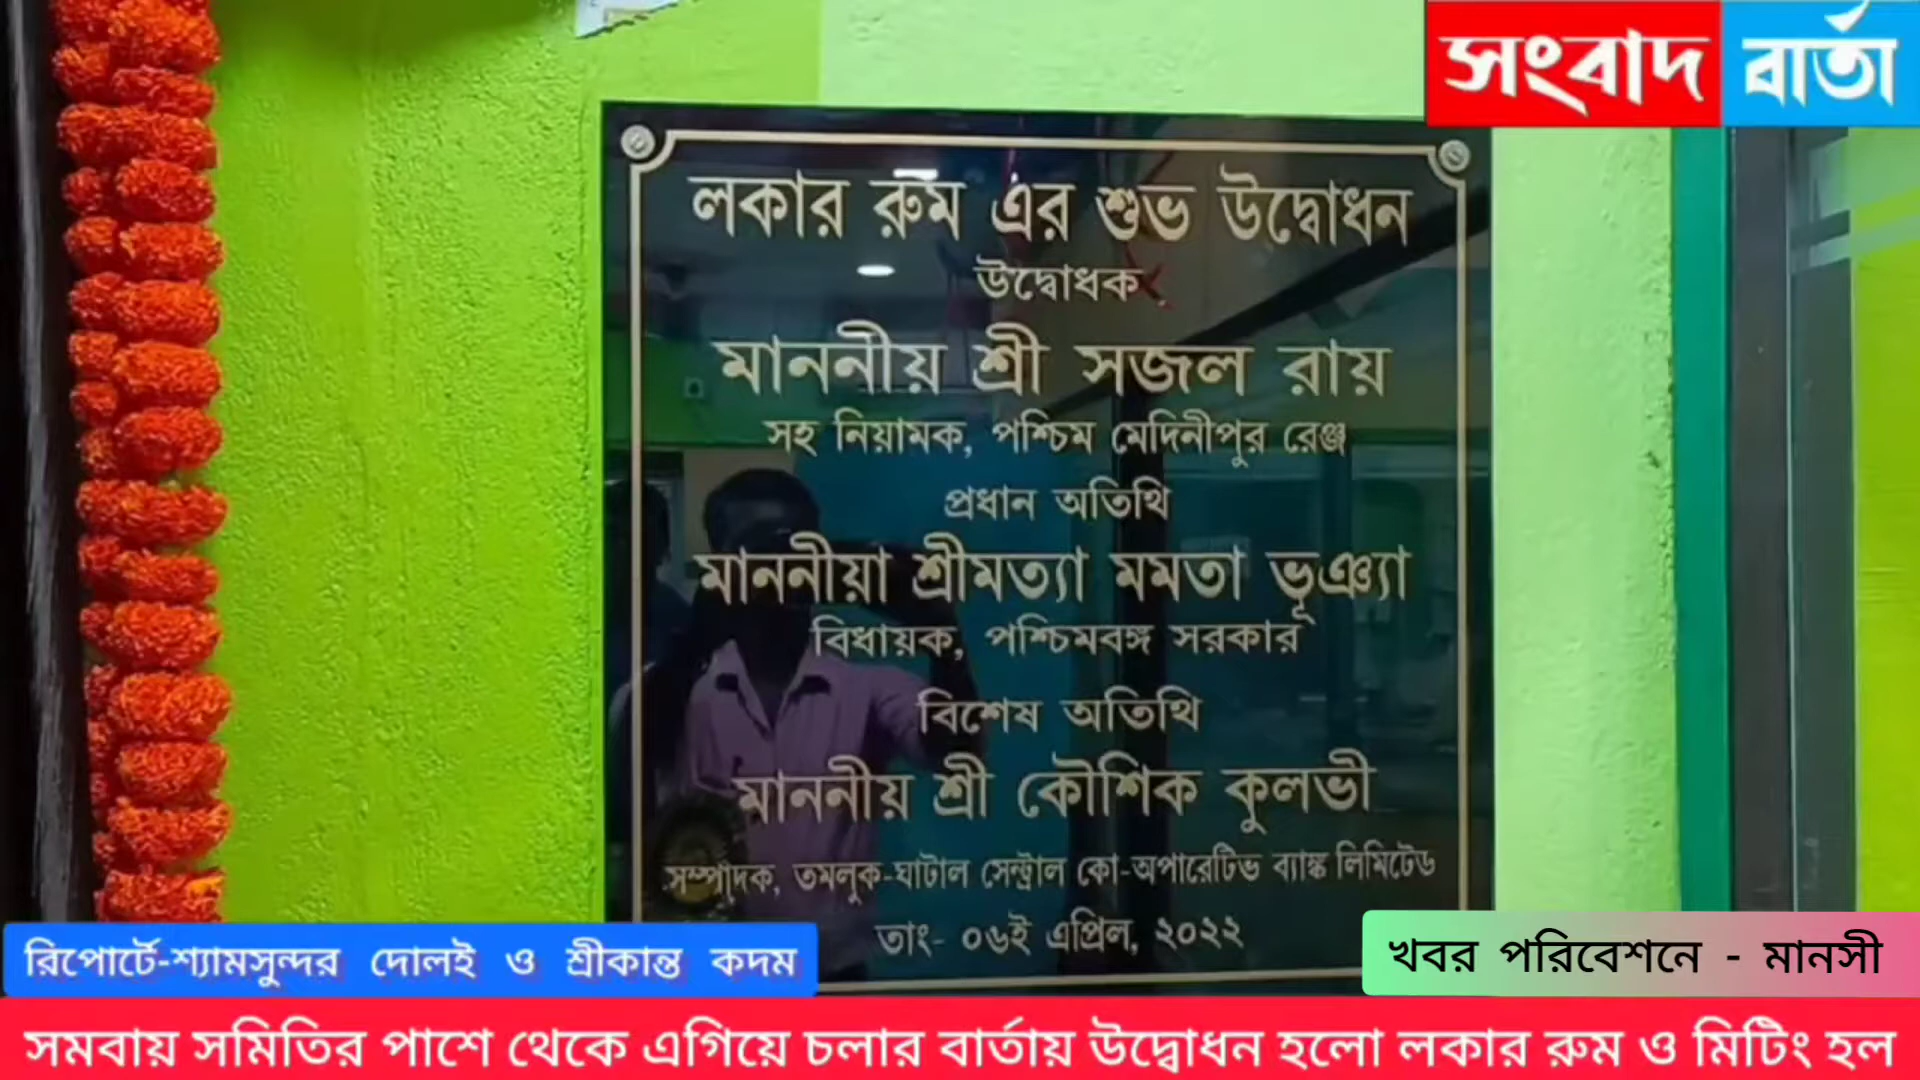 সংবাদ বার্তা
লকার রুম এর শুভ উদ্বোধন
উদ্বোধক
মাননীয় শ্রী সজল রায়
সহ নিয়ামক, পশ্চিম মেদিনীপুর রেঞ্জ
প্রধান অতিথি
মাননীয়া শ্রীমত্যা মমতা ভূঞ্যা
বিধায়ক, পশ্চিমবঙ্গ সরকার
বিশেষ অতিথি
মাননীয় শ্রী কৌশিক কুলভী
সম্পাদক, তমলুক-ঘাটাল সেন্ট্রাল কো-অপারেটিভ ব্যাঙ্ক লিমিটেড
তাং- ০৬ই এপ্রিল, ২০২২
রিপোর্টে-শ্যামসুন্দর দোলই ও শ্রীকান্ত কদম
খবর পরিবেশনে - মানসী
সমবায় সমিতির পাশে থেকে এগিয়ে চলার বার্তায় উদ্বোধন হলো লকার রুম ও মিটিং হল